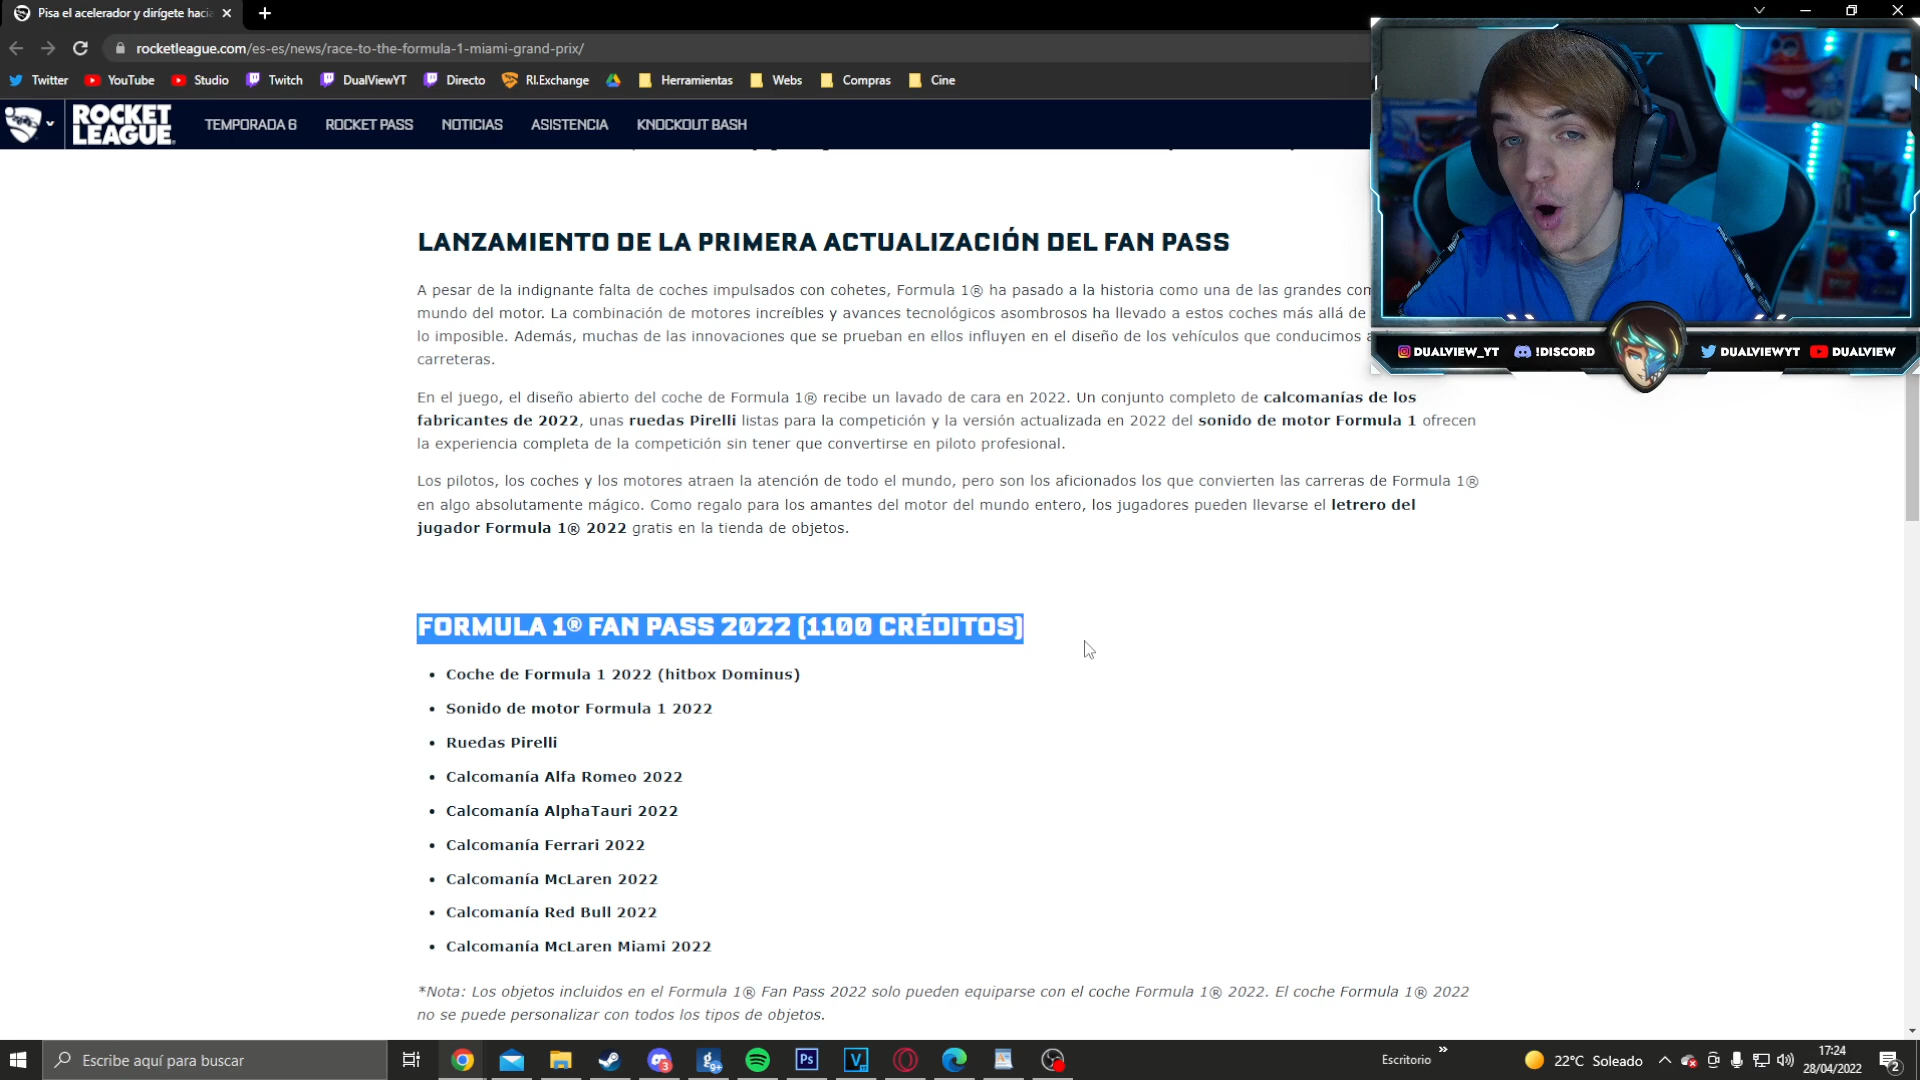 Pisa el acelerador y dirígete hacia
rocketleague.com/es-es/news/race-to-the-formula-1-miami-grand-prix/
Twitter YouTube Studio Twitch DualViewYT Directo Rl.Exchange Herramientas Webs Compras Cine
ROCKET LEAGUE. TEMPORADA 6 ROCKET PASS NOTICIAS ASISTENCIA KNOCKOUT BASH
LANZAMIENTO DE LA PRIMERA ACTUALIZACIÓN DEL FAN PASS
A pesar de la indignante falta de coches impulsados con cohetes, Formula 1® ha pasado a la historia como una de las grandes
mundo del motor. La combinación de motores increíbles y avances tecnológicos asombrosos ha llevado a estos coches más allá de
lo imposible. Además, muchas de las innovaciones que se prueban en ellos influyen en el diseño de los vehículos que conducimos
carreteras.
En el juego, el diseño abierto del coche de Formula 1® recibe un lavado de cara en 2022. Un conjunto completo de calcomanías de los
fabricantes de 2022, unas ruedas Pirelli listas para la competición y la versión actualizada en 2022 del sonido de motor Formula 1 ofrecen
la experiencia completa de la competición sin tener que convertirse en piloto profesional.
Los pilotos, los coches y los motores atraen la atención de todo el mundo, pero son los aficionados los que convierten las carreras de Formula 1®
en algo absolutamente mágico. Como regalo para los amantes del motor del mundo entero, los jugadores pueden llevarse el letrero del
jugador Formula 1® 2022 gratis en la tienda de objetos.
FORMULA 1® FAN PASS 2022 (1100 CRÉDITOS)
• Coche de Formula 1 2022 (hitbox Dominus)
• Sonido de motor Formula 1 2022
• Ruedas Pirelli
• Calcomanía Alfa Romeo 2022
• Calcomanía AlphaTauri 2022
• Calcomanía Ferrari 2022
• Calcomanía McLaren 2022
• Calcomanía Red Bull 2022
• Calcomanía McLaren Miami 2022
*Nota: Los objetos incluidos en el Formula 1® Fan Pass 2022 solo pueden equiparse con el coche Formula 1® 2022. El coche Formula 1® 2022
no se puede personalizar con todos los tipos de objetos.
DUALVIEW_YT !DISCORD DUALVIEWYT DUALVIEW
Escribe aquí para buscar
3 g 9+ Ps V
Escritorio »
22°C Soleado
17:24
28/04/2022
2